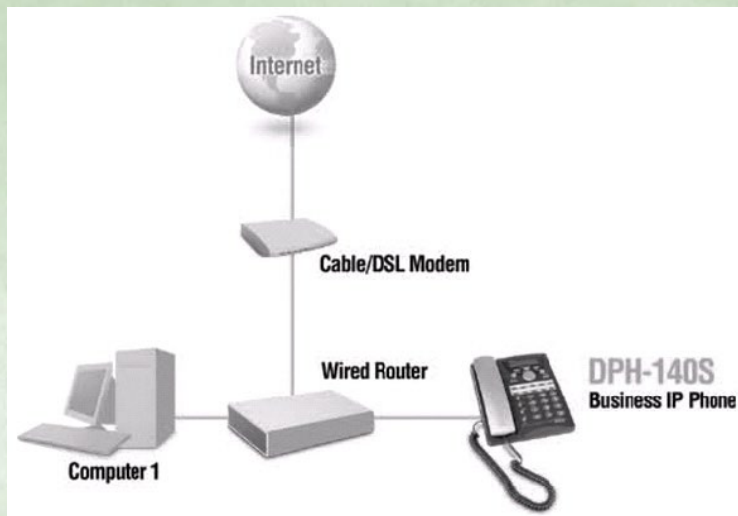 Internet
Cable/DSL Modem
Wired Router
DPH-140S
Business IP Phone
Computer 1